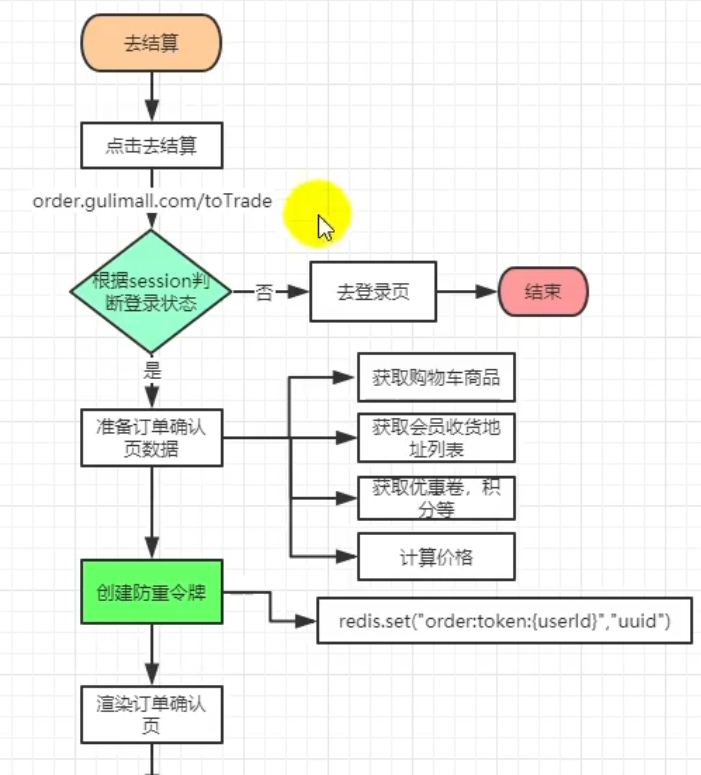 去结算
点击去结算
order.gulimall.com/toTrade
根据session判
断登录状态
否
去登录页
结束
是
准备订单确认
页数据
获取购物车商品
获取会员收货地
址列表
获取优惠卷，积
分等
计算价格
创建防重令牌
redis.set("order:token:{userId}","uuid")
渲染订单确认
页